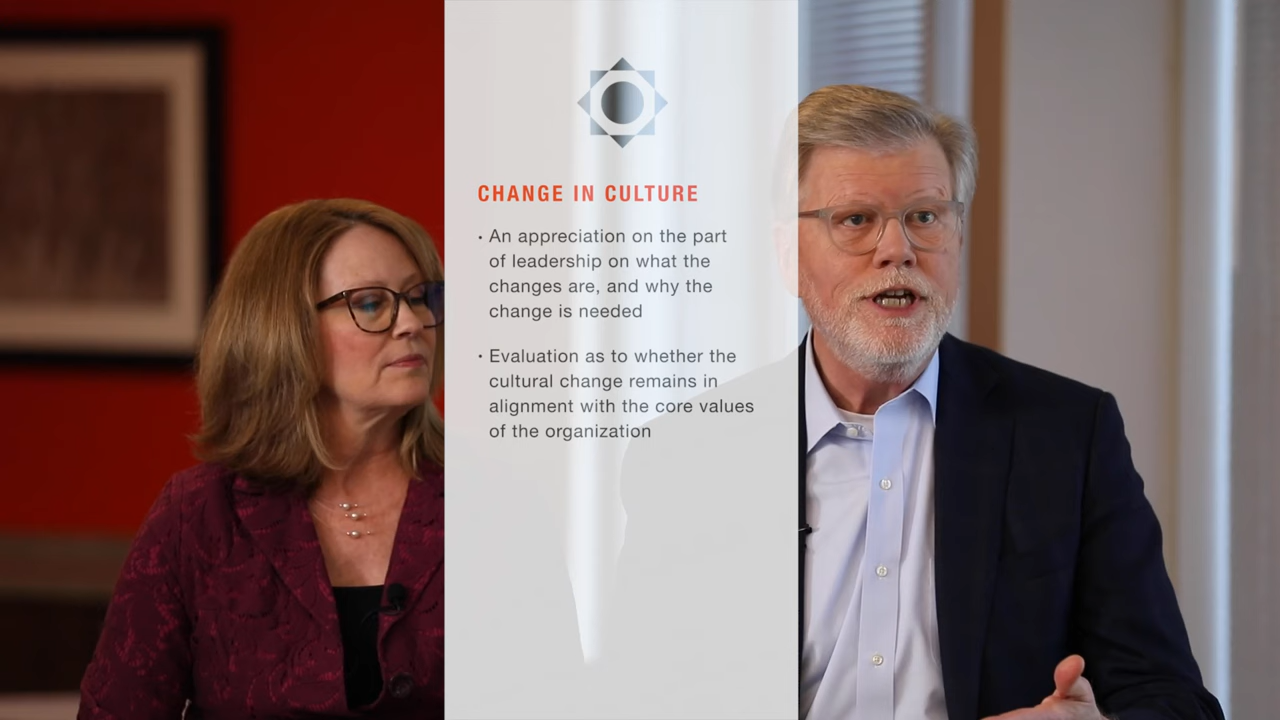 CHANGE IN CULTURE
· An appreciation on the part
of leadership on what the
changes are, and why the
change is needed
· Evaluation as to whether the
cultural change remains in
alignment with the core values
of the organization